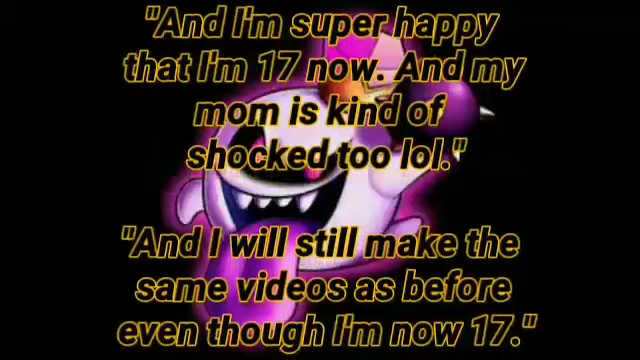 "And I'm super happy
that I'm 17 now. And my
mom is kind of
shocked too lol."
"And I will still make the
same videos as before
even though I'm now 17."